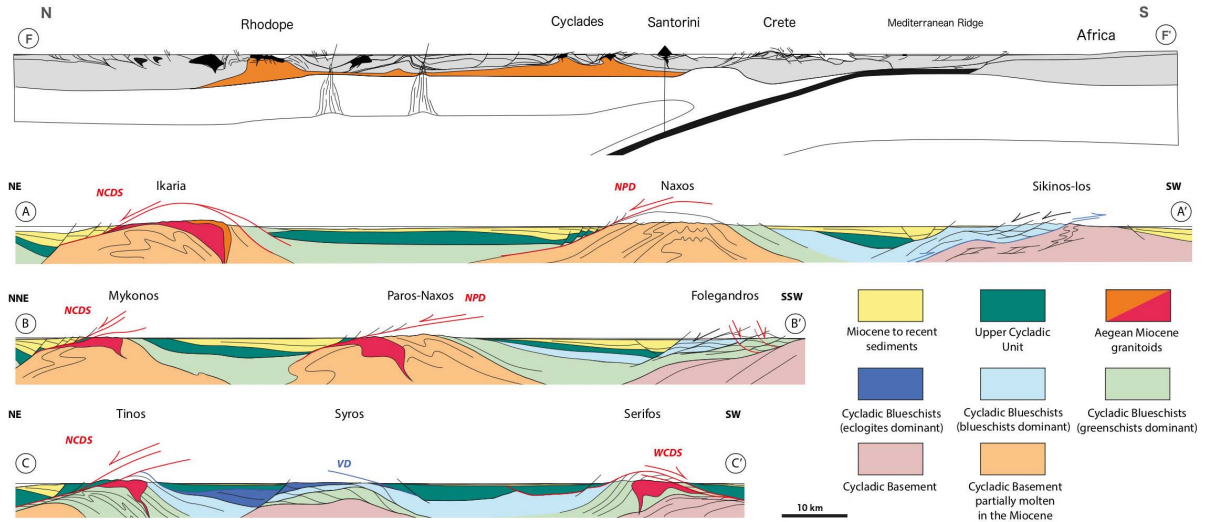 N
S
Rhodope
Cyclades
Santorini
Crete
Mediterranean Ridge
Africa
F
F'
NE
NCDS
Ikaria
NPD
Naxos
Sikinos-Ios
SW
A
A'
NNE
NCDS
Mykonos
Paros-Naxos
NPD
Folegandros
SSW
B
B'
NE
NCDS
Tinos
Syros
VD
Serifos
WCDS
SW
C
C'
10 km
Miocene to recent
sediments
Upper Cycladic
Unit
Aegean Miocene
granitoids
Cycladic Blueschists
(eclogites dominant)
Cycladic Blueschists
(blueschists dominant)
Cycladic Blueschists
(greenschists dominant)
Cycladic Basement
Cycladic Basement
partially molten
in the Miocene